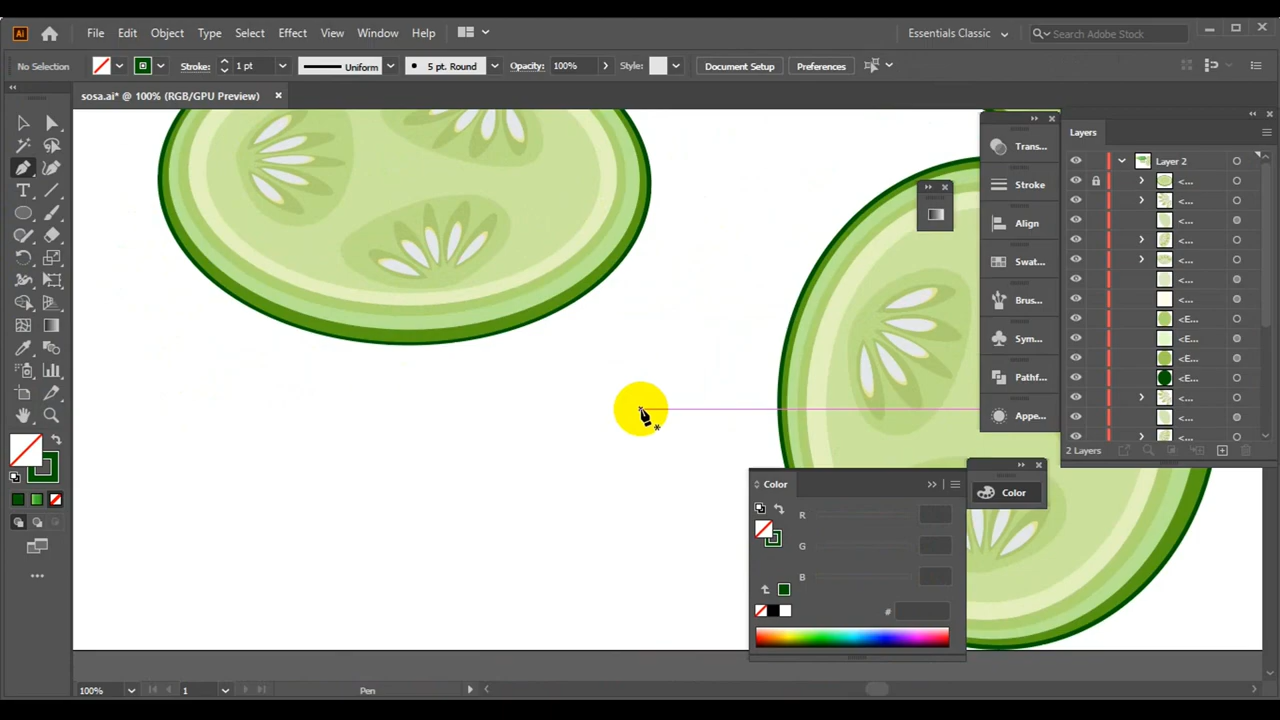 Ai File Edit Object Type Select Effect View Window Help Essentials Classic Search Adobe Stock
No Selection Stroke: 1 pt Uniform 5 pt. Round Opacity: 100% Style: Document Setup Preferences
sosa.ai* @ 100% (RGB/GPU Preview)
Trans...
Stroke
Align
Swat...
Brus...
Sym...
Pathf...
Appe...
Layers
Layer 2
<...
<...
<...
<...
<...
<...
<...
<E...
<E...
<E...
<E...
<...
<...
<...
2 Layers
Color
Color
R
G
B
#
100% 1 Pen